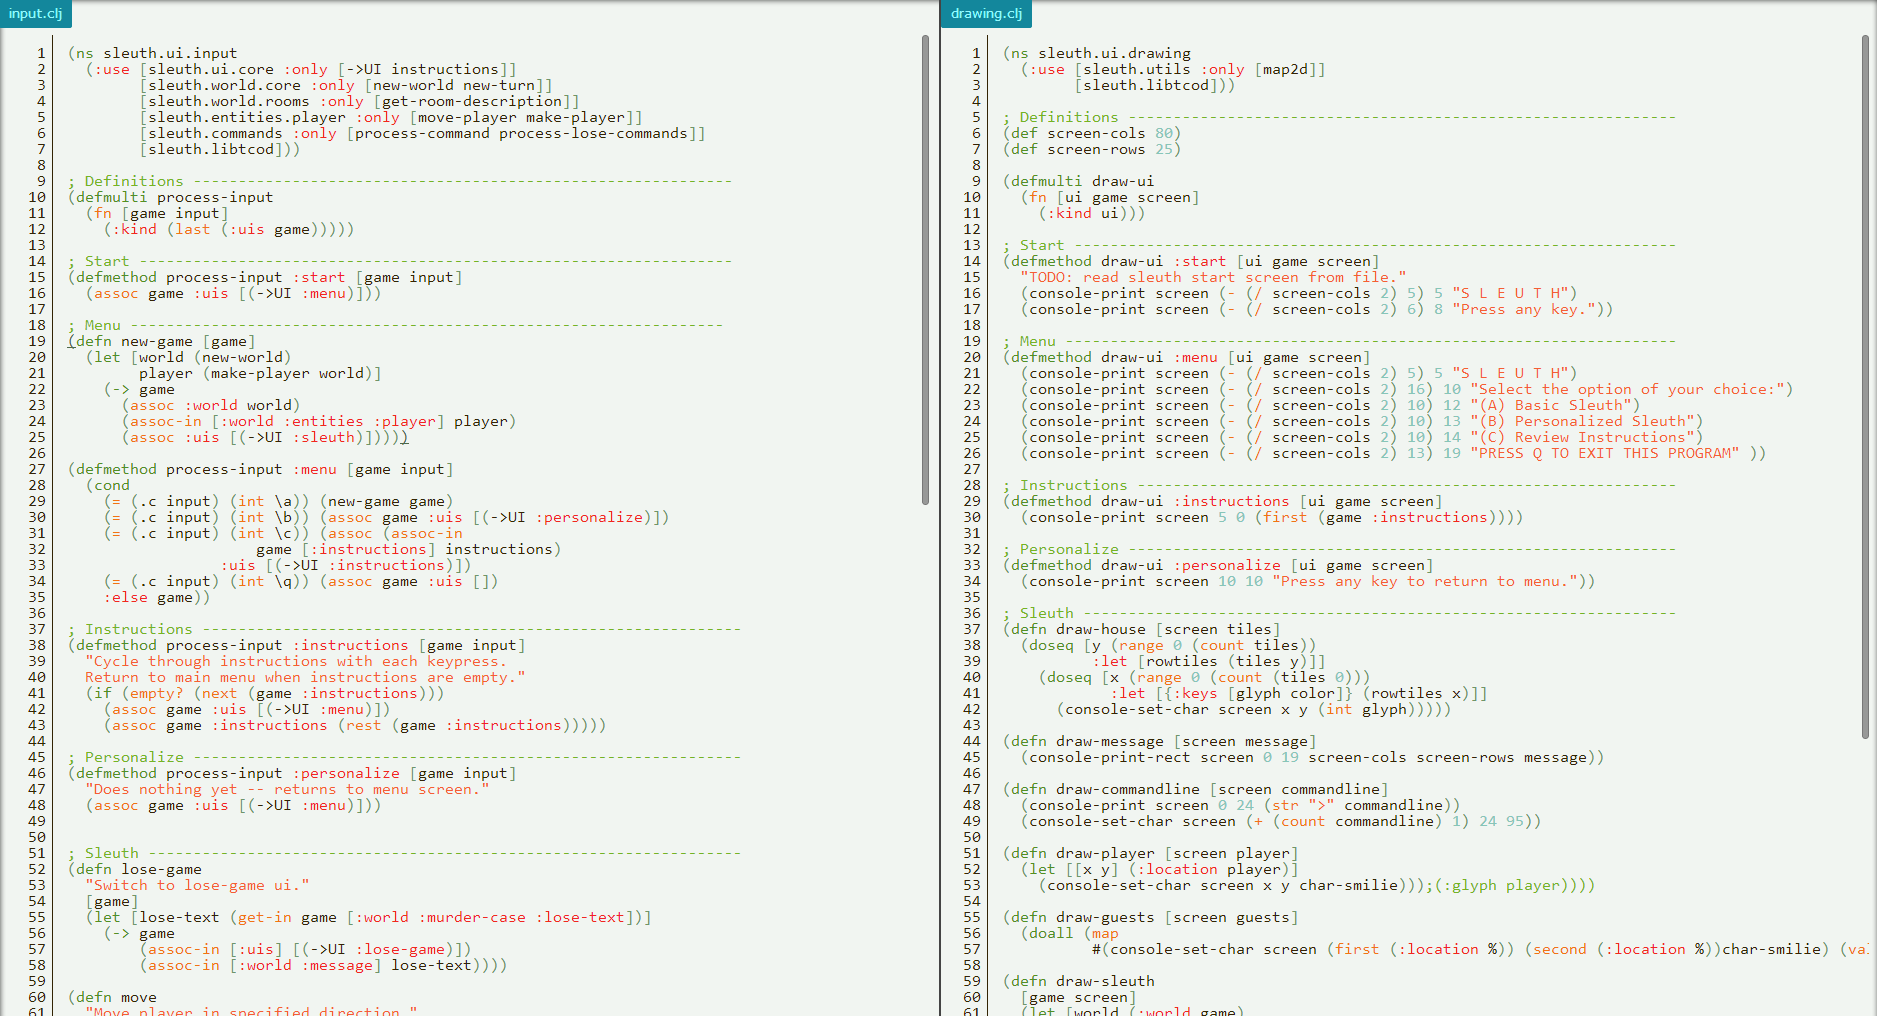 input.clj
1 (ns sleuth.ui.input
2   (:use [sleuth.ui.core :only [->UI instructions]]
3         [sleuth.world.core :only [new-world new-turn]]
4         [sleuth.world.rooms :only [get-room-description]]
5         [sleuth.entities.player :only [move-player make-player]]
6         [sleuth.commands :only [process-command process-lose-commands]]
7         [sleuth.libtcod]))
8
9 ; Definitions ------------------------------------------------------------
10 (defmulti process-input
11   (fn [game input]
12     (:kind (last (:uis game)))))
13
14 ; Start ------------------------------------------------------------------
15 (defmethod process-input :start [game input]
16   (assoc game :uis [(->UI :menu)]))
17
18 ; Menu ------------------------------------------------------------------
19 (defn new-game [game]
20   (let [world (new-world)
21         player (make-player world)]
22     (-> game
23       (assoc :world world)
24       (assoc-in [:world :entities :player] player)
25       (assoc :uis [(->UI :sleuth)]))))
26
27 (defmethod process-input :menu [game input]
28   (cond
29     (= (.c input) (int \a)) (new-game game)
30     (= (.c input) (int \b)) (assoc game :uis [(->UI :personalize)])
31     (= (.c input) (int \c)) (assoc (assoc-in
32                      game [:instructions] instructions)
33                  :uis [(->UI :instructions)])
34     (= (.c input) (int \q)) (assoc game :uis [])
35     :else game))
36
37 ; Instructions ------------------------------------------------------------
38 (defmethod process-input :instructions [game input]
39   "Cycle through instructions with each keypress.
40   Return to main menu when instructions are empty."
41   (if (empty? (next (game :instructions)))
42     (assoc game :uis [(->UI :menu)])
43     (assoc game :instructions (rest (game :instructions)))))
44
45 ; Personalize -------------------------------------------------------------
46 (defmethod process-input :personalize [game input]
47   "Does nothing yet -- returns to menu screen."
48   (assoc game :uis [(->UI :menu)]))
49
50
51 ; Sleuth ------------------------------------------------------------------
52 (defn lose-game
53   "Switch to lose-game ui."
54   [game]
55   (let [lose-text (get-in game [:world :murder-case :lose-text])]
56     (-> game
57         (assoc-in [:uis] [(->UI :lose-game)])
58         (assoc-in [:world :message] lose-text))))
59
60 (defn move
61   "Move player in specified direction."
drawing.clj
1 (ns sleuth.ui.drawing
2   (:use [sleuth.utils :only [map2d]]
3         [sleuth.libtcod]))
4
5 ; Definitions -------------------------------------------------------------
6 (def screen-cols 80)
7 (def screen-rows 25)
8
9 (defmulti draw-ui
10   (fn [ui game screen]
11     (:kind ui)))
12
13 ; Start -------------------------------------------------------------------
14 (defmethod draw-ui :start [ui game screen]
15   "TODO: read sleuth start screen from file."
16   (console-print screen (- (/ screen-cols 2) 5) 5 "S L E U T H")
17   (console-print screen (- (/ screen-cols 2) 6) 8 "Press any key."))
18
19 ; Menu --------------------------------------------------------------------
20 (defmethod draw-ui :menu [ui game screen]
21   (console-print screen (- (/ screen-cols 2) 5) 5 "S L E U T H")
22   (console-print screen (- (/ screen-cols 2) 16) 10 "Select the option of your choice:")
23   (console-print screen (- (/ screen-cols 2) 10) 12 "(A) Basic Sleuth")
24   (console-print screen (- (/ screen-cols 2) 10) 13 "(B) Personalized Sleuth")
25   (console-print screen (- (/ screen-cols 2) 10) 14 "(C) Review Instructions")
26   (console-print screen (- (/ screen-cols 2) 13) 19 "PRESS Q TO EXIT THIS PROGRAM" ))
27
28 ; Instructions ------------------------------------------------------------
29 (defmethod draw-ui :instructions [ui game screen]
30   (console-print screen 5 0 (first (game :instructions))))
31
32 ; Personalize -------------------------------------------------------------
33 (defmethod draw-ui :personalize [ui game screen]
34   (console-print screen 10 10 "Press any key to return to menu."))
35
36 ; Sleuth ------------------------------------------------------------------
37 (defn draw-house [screen tiles]
38   (doseq [y (range 0 (count tiles))
39           :let [rowtiles (tiles y)]]
40     (doseq [x (range 0 (count (tiles 0)))
41             :let [{:keys [glyph color]} (rowtiles x)]]
42       (console-set-char screen x y (int glyph)))))
43
44 (defn draw-message [screen message]
45   (console-print-rect screen 0 19 screen-cols screen-rows message))
46
47 (defn draw-commandline [screen commandline]
48   (console-print screen 0 24 (str ">" commandline))
49   (console-set-char screen (+ (count commandline) 1) 24 95))
50
51 (defn draw-player [screen player]
52   (let [[x y] (:location player)]
53     (console-set-char screen x y char-smilie)));(:glyph player))))
54
55 (defn draw-guests [screen guests]
56   (doall (map
57           #(console-set-char screen (first (:location %)) (second (:location %))char-smilie) (va
58
59 (defn draw-sleuth
60   [game screen]
61   (let [world (:world game)